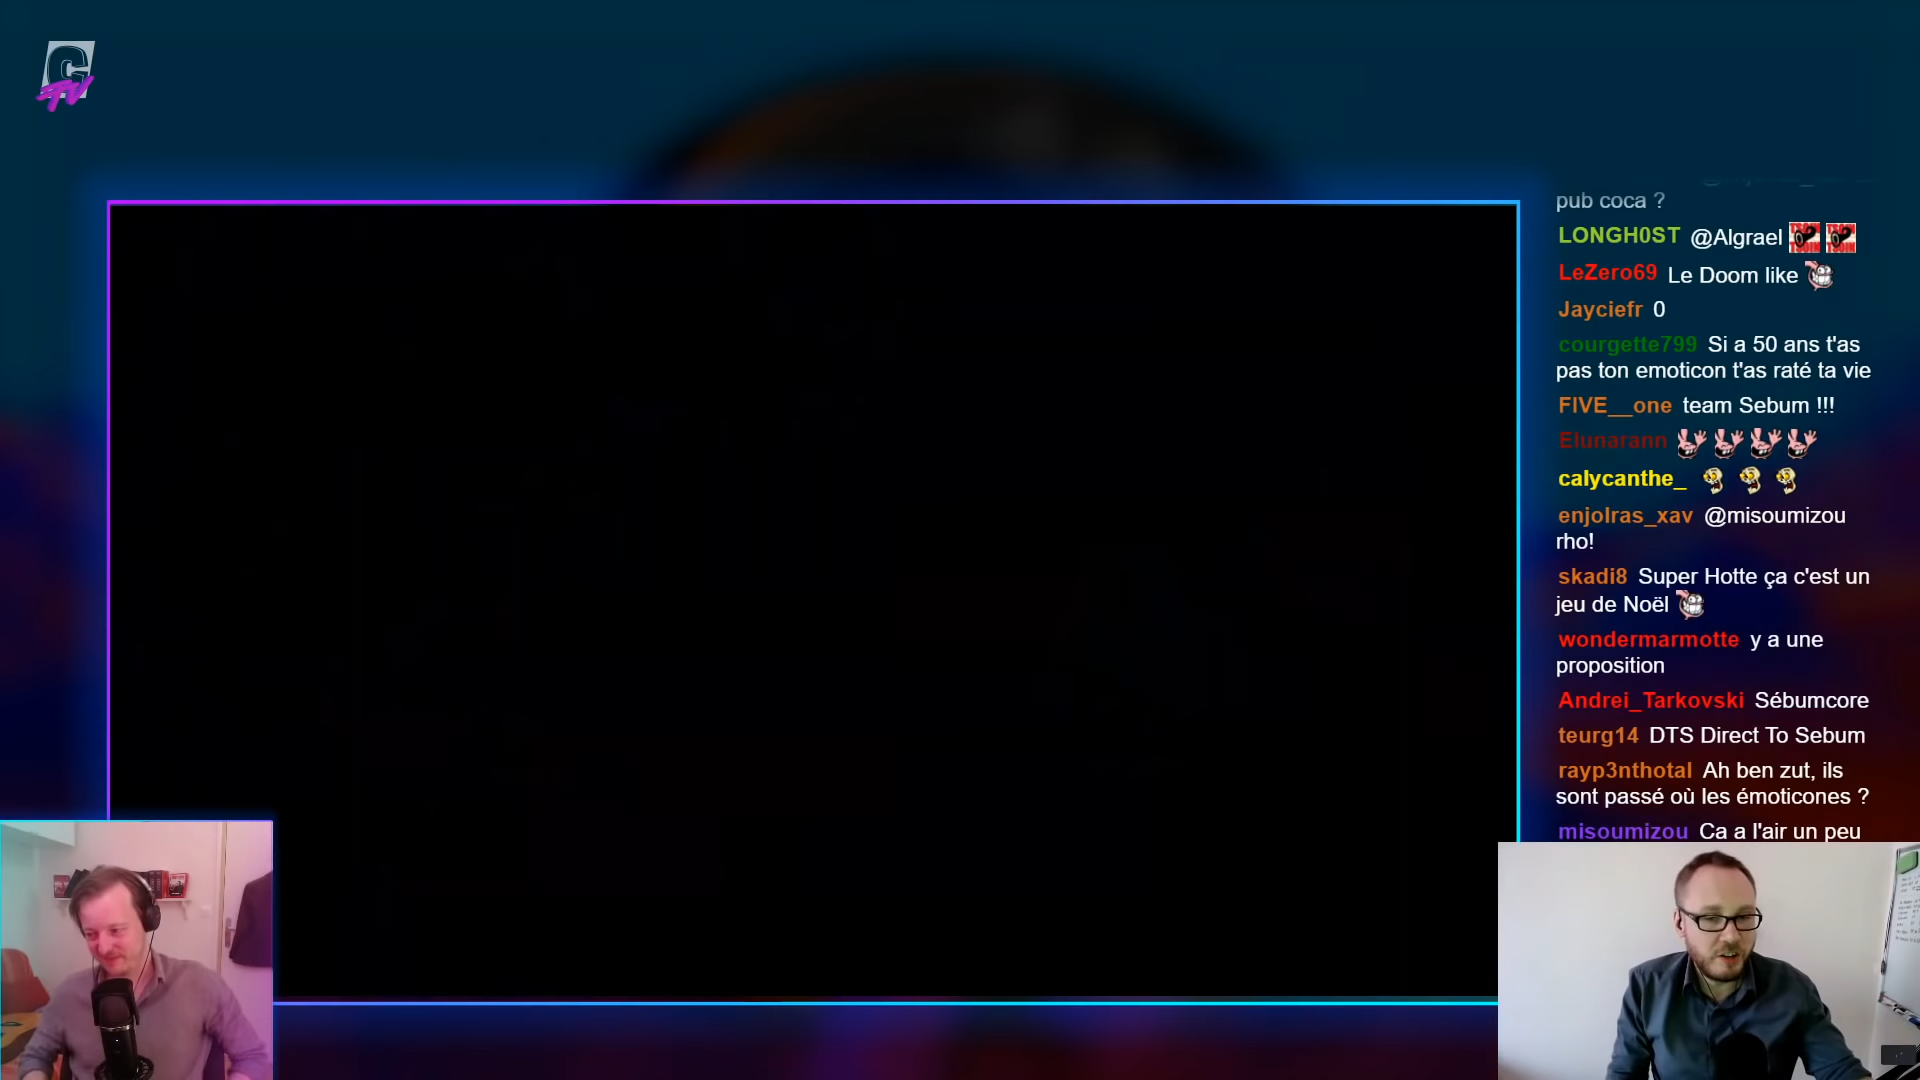 C
TV
pub coca ?
LONGH0ST @Algrael
LeZero69 Le Doom like
Jayciefr 0
courgette799 Si a 50 ans t'as
pas ton emoticon t'as raté ta vie
FIVE__one team Sebum !!!
Elunarann
calycanthe_
enjolras_xav @misoumizou
rho!
skadi8 Super Hotte ça c'est un
jeu de Noël
wondermarmotte y a une
proposition
Andrei_Tarkovski Sébumcore
teurg14 DTS Direct To Sebum
rayp3nthotal Ah ben zut, ils
sont passé où les émoticones ?
misoumizou Ca a l'air un peu